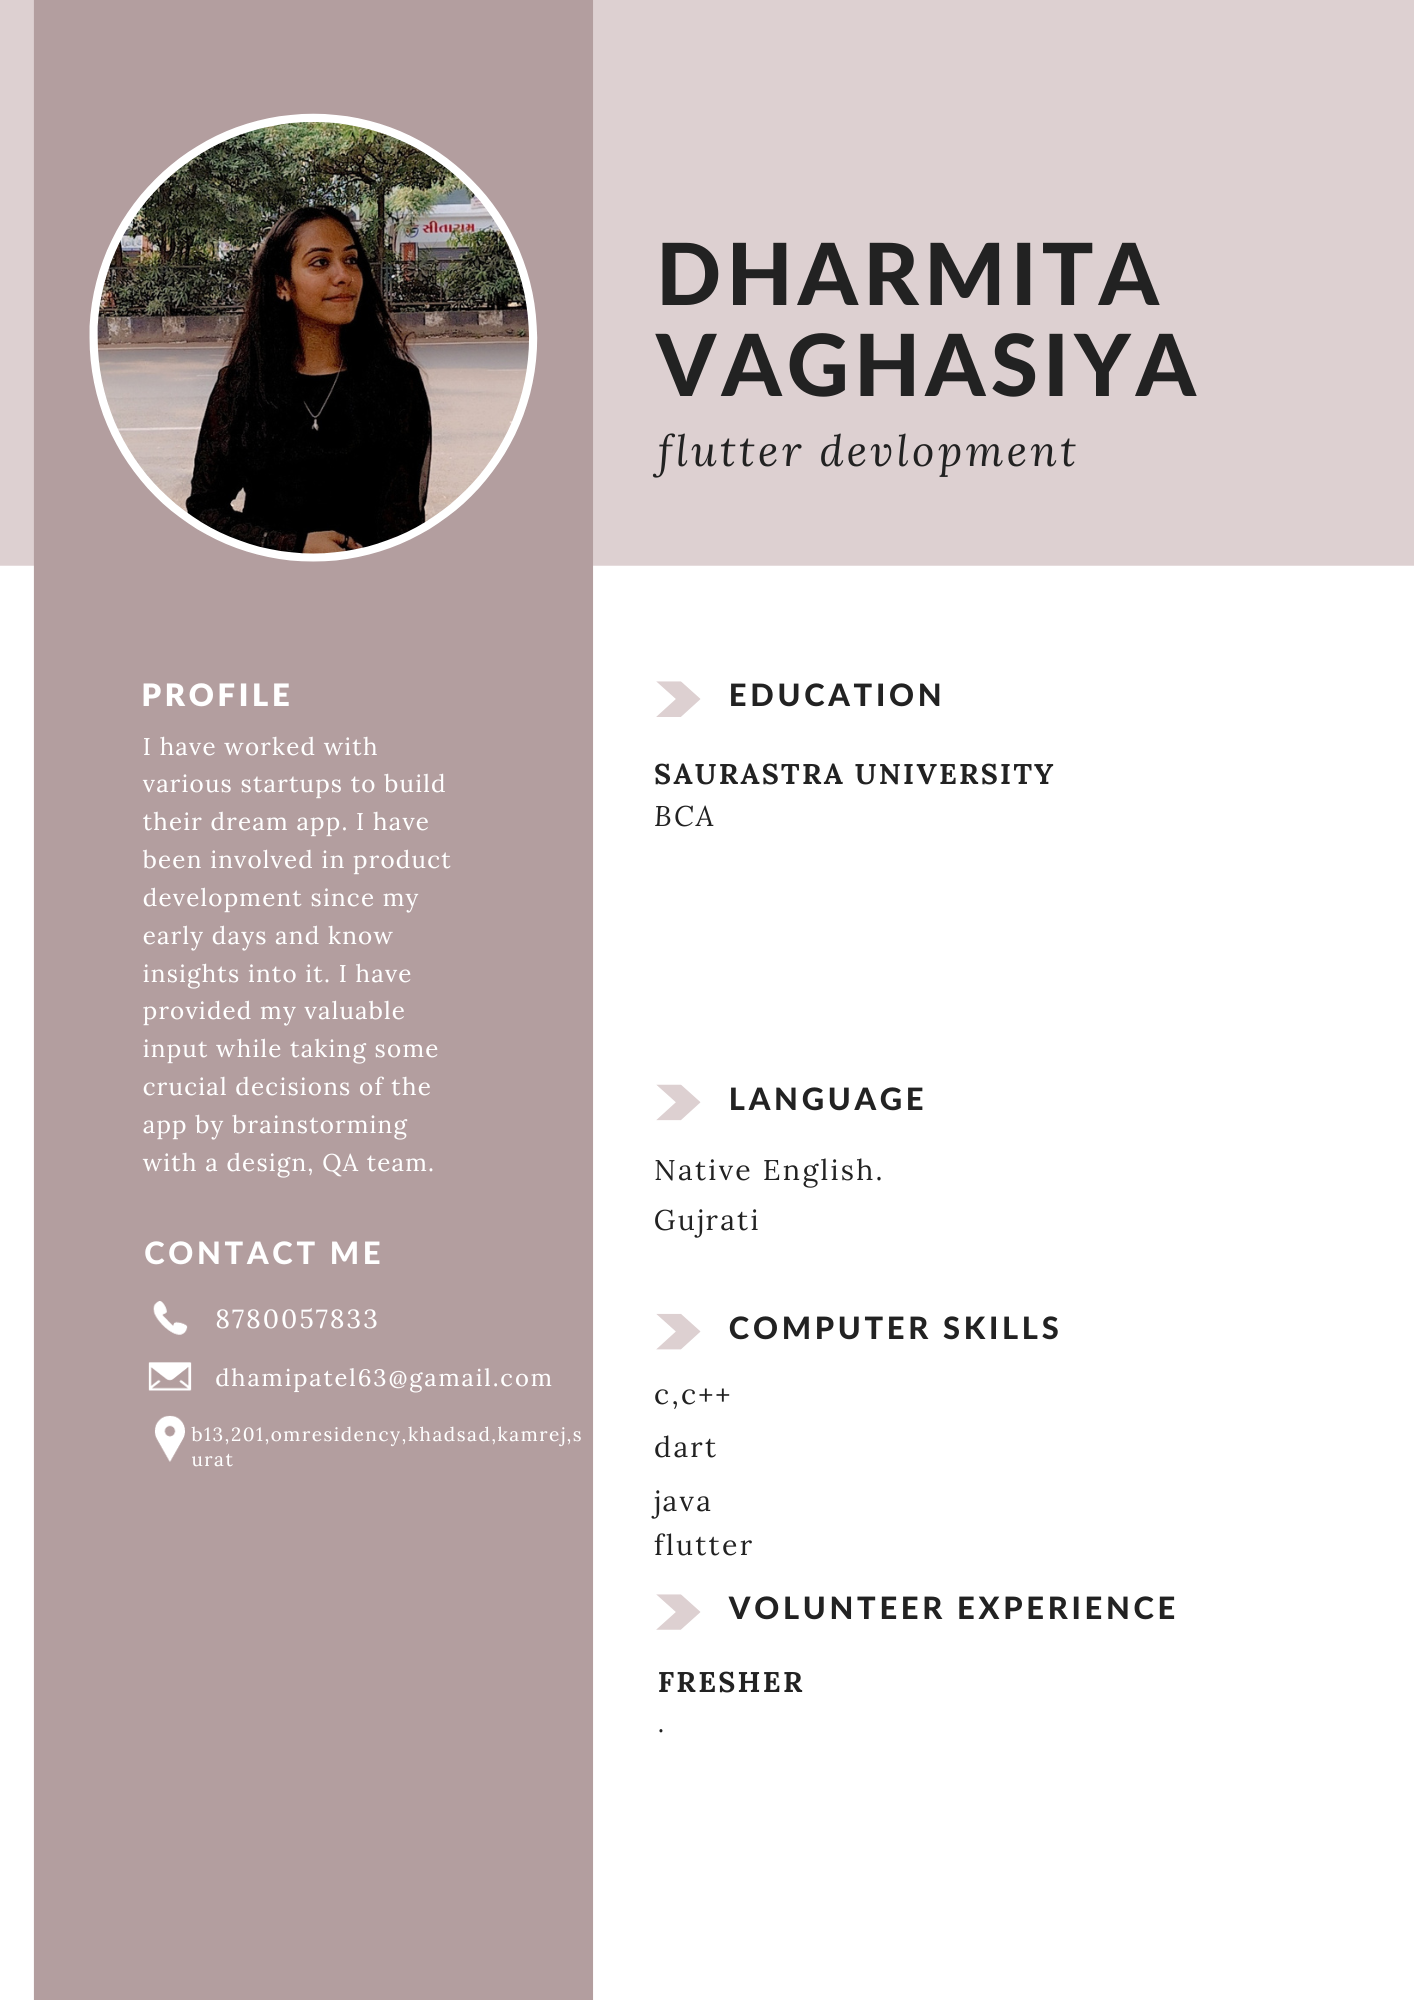 સીતારામ
DHARMITA
VAGHASIYA
flutter devlopment
PROFILE
I have worked with
various startups to build
their dream app. I have
been involved in product
development since my
early days and know
insights into it. I have
provided my valuable
input while taking some
crucial decisions of the
app by brainstorming
with a design, QA team.
CONTACT ME
8780057833
dhamipatel63@gamail.com
b13,201,omresidency,khadsad,kamrej,s
urat
EDUCATION
SAURASTRA UNIVERSITY
BCA
LANGUAGE
Native English.
Gujrati
COMPUTER SKILLS
c,c++
dart
java
flutter
VOLUNTEER EXPERIENCE
FRESHER
.